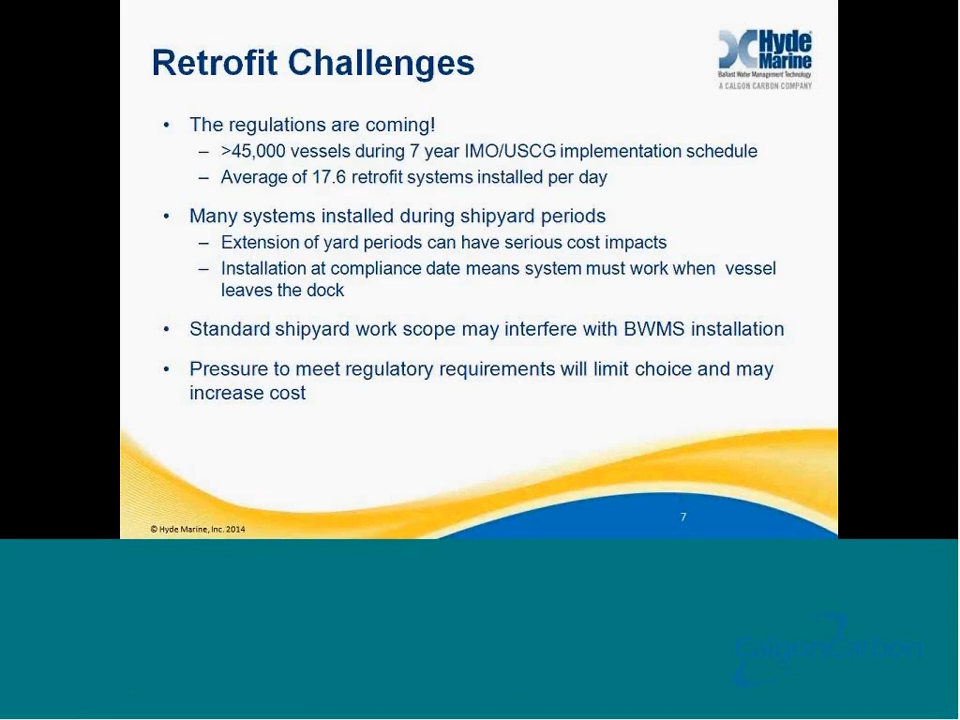 Retrofit Challenges
Hyde
Marine
Ballast Water Management Technology
A CALGON CARBON COMPANY
• The regulations are coming!
– >45,000 vessels during 7 year IMO/USCG implementation schedule
– Average of 17.6 retrofit systems installed per day
• Many systems installed during shipyard periods
– Extension of yard periods can have serious cost impacts
– Installation at compliance date means system must work when vessel
leaves the dock
• Standard shipyard work scope may interfere with BWMS installation
• Pressure to meet regulatory requirements will limit choice and may
increase cost
7
© Hyde Marine, Inc. 2014
CalgonCarbon